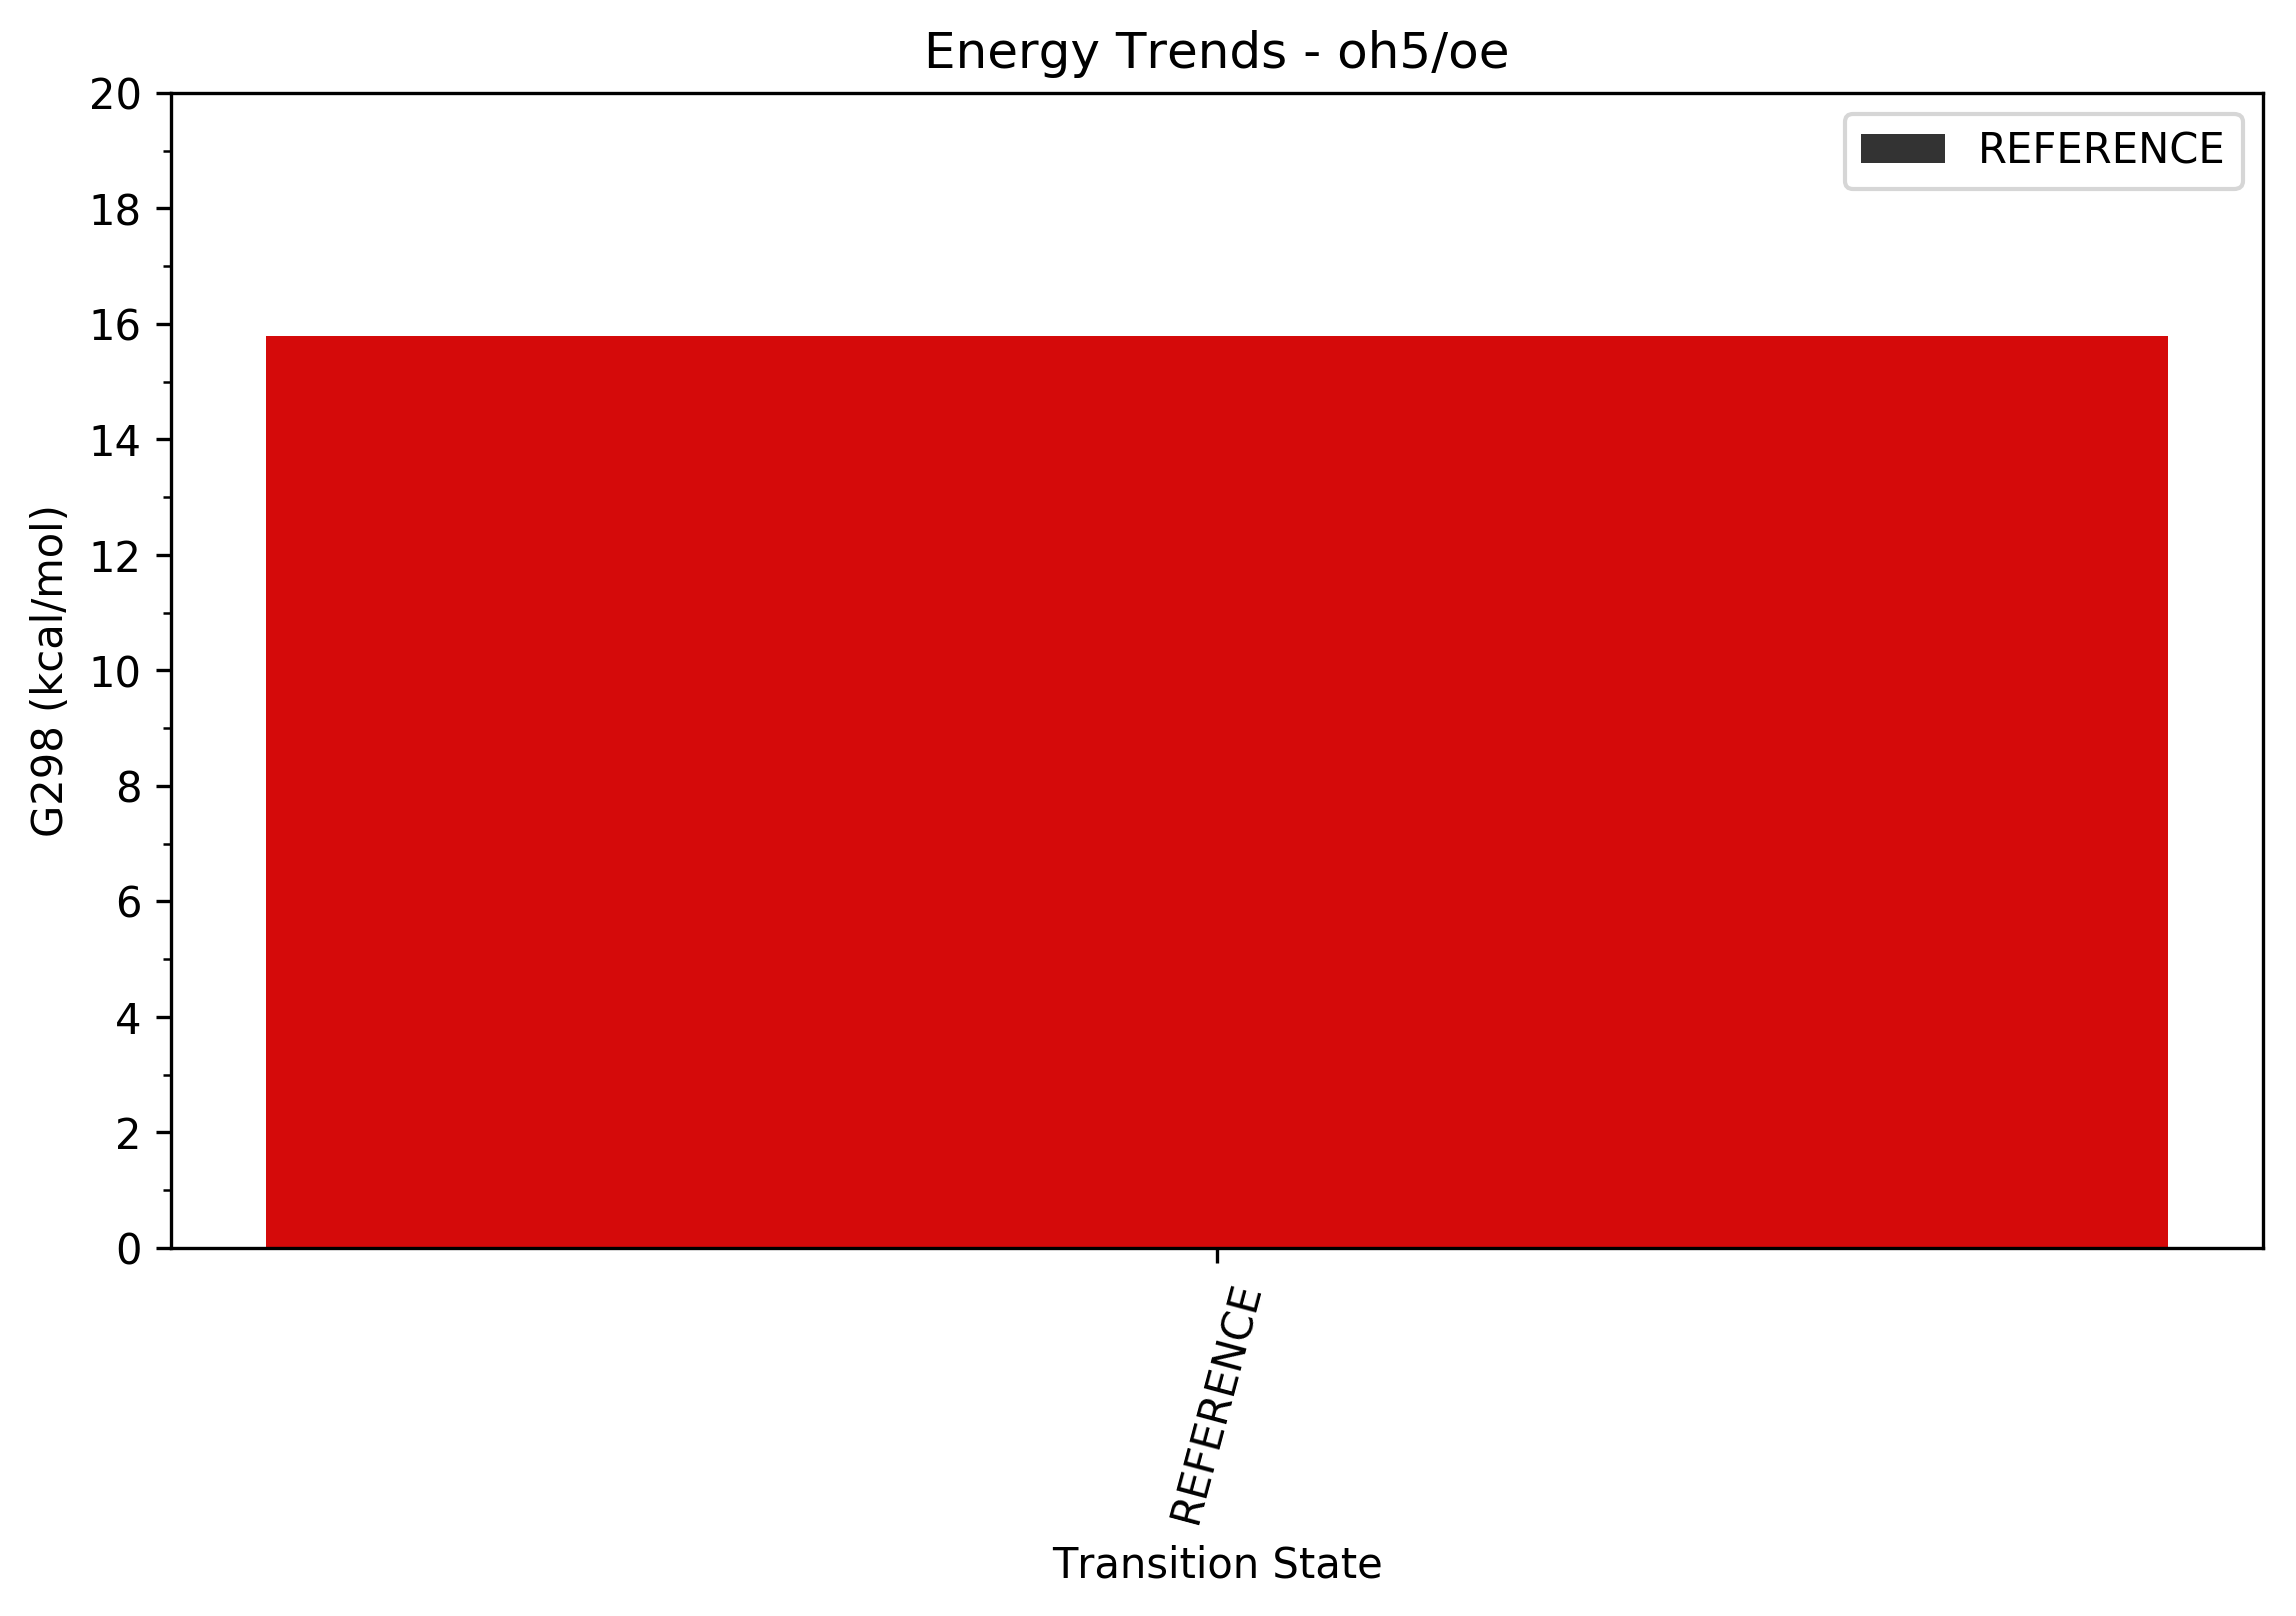 Energy Trends - oh5/oe
REFERENCE
G298 (kcal/mol)
20
18
16
14
12
10
8
6
4
2
0
REFERENCE
Transition State